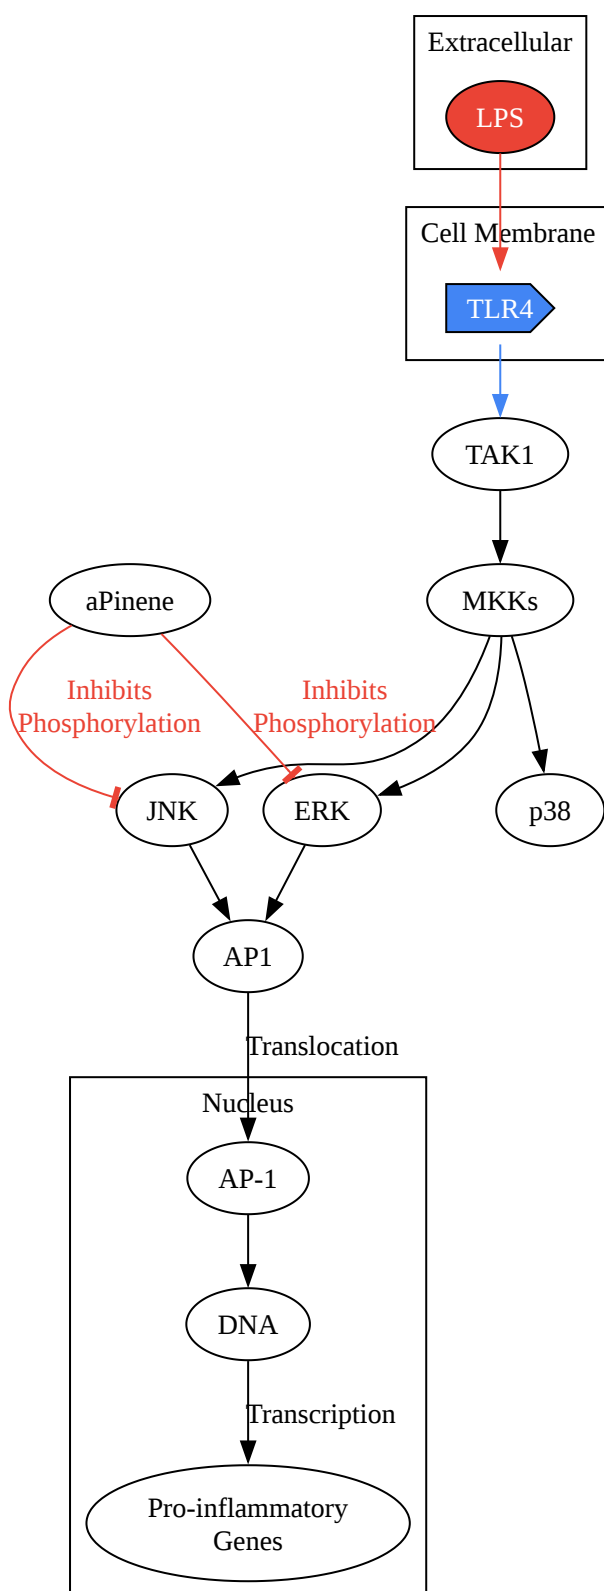 Extracellular
LPS
Cell Membrane
TLR4
TAK1
aPinene
MKKs
Inhibits
Phosphorylation
Inhibits
Phosphorylation
JNK
ERK
p38
AP1
Translocation
Nucleus
AP-1
DNA
Transcription
Pro-inflammatory
Genes